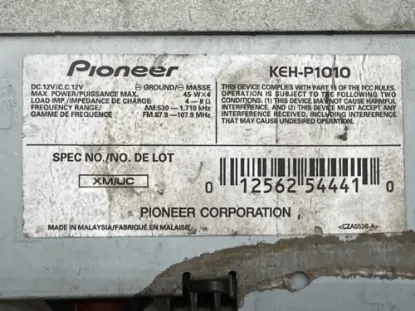 Pioneer
KEH-P1010
DC.12V/C.C.12V ⊖ GROUND/⊖ MASSE
MAX. POWER/PUISSANCE MAX. 45 W×4
LOAD IMP./IMPEDANCE DE CHARGE 4 — 8 Ω
FREQUENCY RANGE/ AM:530 — 1,710 kHz
GAMME DE FREQUENCE FM:87.9 — 107.9 MHz
THIS DEVICE COMPLIES WITH PART 15 OF THE FCC RULES.
OPERATION IS SUBJECT TO THE FOLLOWING TWO
CONDITIONS: (1) THIS DEVICE MAY NOT CAUSE HARMFUL
INTERFERENCE, AND (2) THIS DEVICE MUST ACCEPT ANY
INTERFERENCE RECEIVED, INCLUDING INTERFERENCE
THAT MAY CAUSE UNDESIRED OPERATION.
SPEC NO./NO. DE LOT
XM/UC
0 12562 54441 0
PIONEER CORPORATION
MADE IN MALAYSIA/FABRIQUÉ EN MALAISIE
<CZA5536-A>